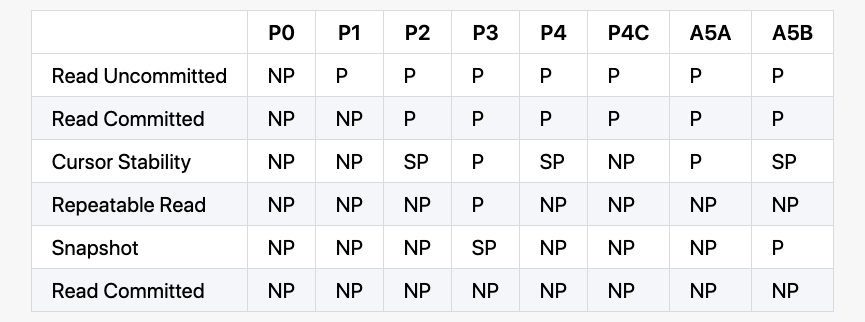 P0 P1 P2 P3 P4 P4C A5A A5B
Read Uncommitted NP P P P P P P P
Read Committed NP NP P P P P P P
Cursor Stability NP NP SP P SP NP P SP
Repeatable Read NP NP NP P NP NP NP NP
Snapshot NP NP NP SP NP NP NP P
Read Committed NP NP NP NP NP NP NP NP